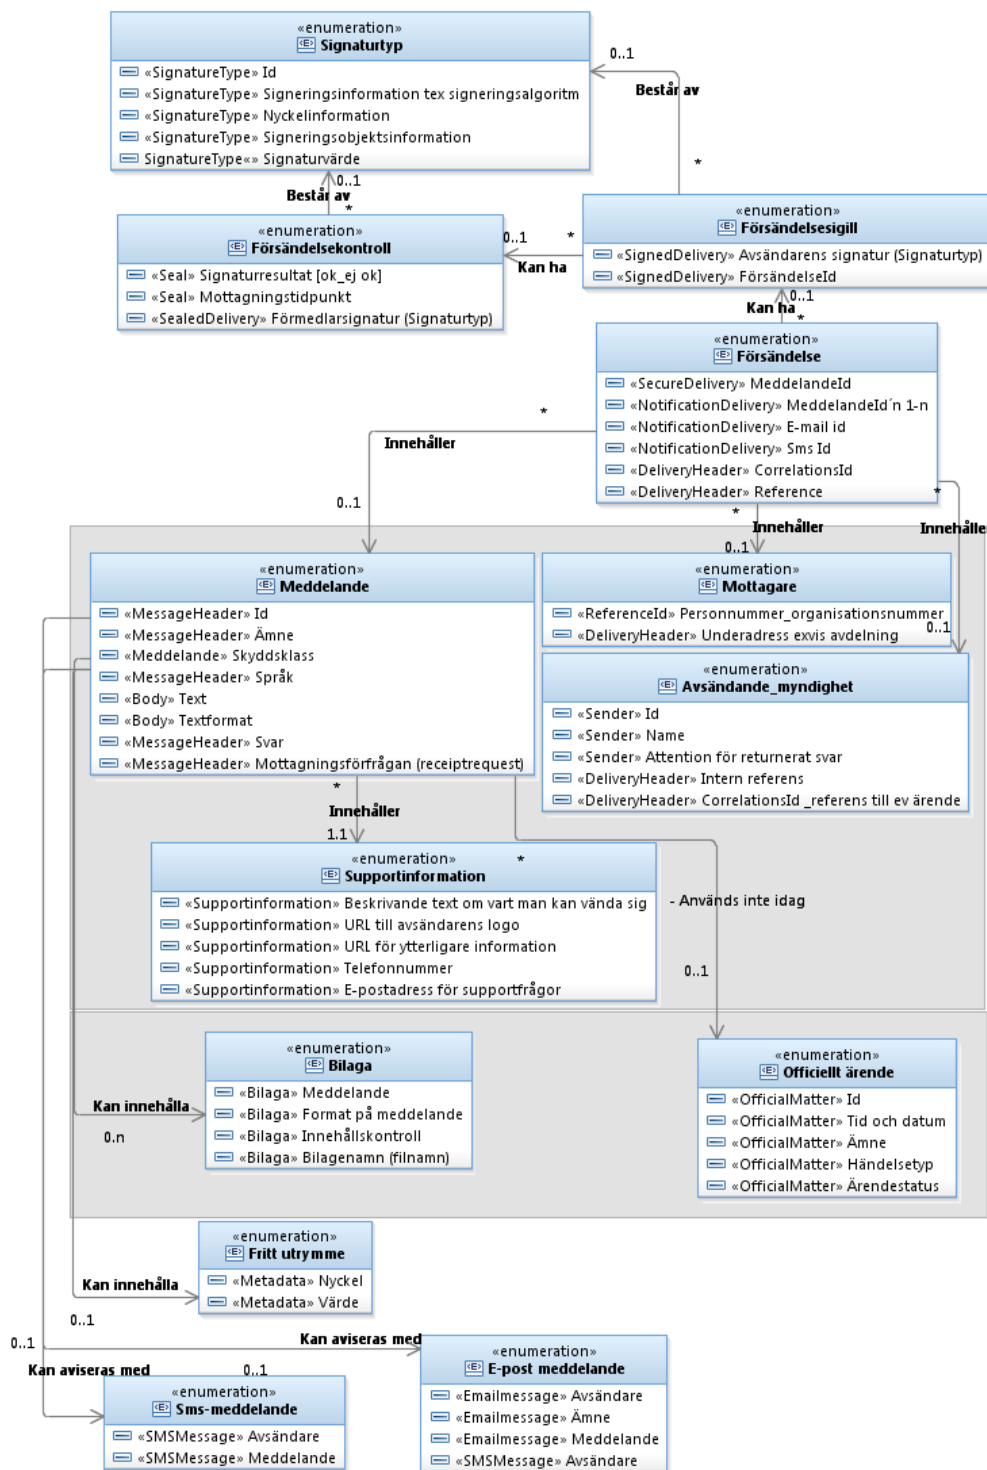 «enumeration»
Signaturtyp
«SignatureType» Id
«SignatureType» Signeringsinformation tex signeringsalgoritm
«SignatureType» Nyckelinformation
«SignatureType» Signeringsobjektsinformation
SignatureType«» Signaturvärde
0..1
Består av
*
0..1
Består av
*
«enumeration»
Försändelsekontroll
«Seal» Signaturresultat [ok_ej ok]
«Seal» Mottagningstidpunkt
«SealedDelivery» Förmedlarsignatur (Signaturtyp)
0..1
*
Kan ha
«enumeration»
Försändelsesigill
«SignedDelivery» Avsändarens signatur (Signaturtyp)
«SignedDelivery» FörsändelseId
0..1
Kan ha
*
«enumeration»
Försändelse
«SecureDelivery» MeddelandeId
«NotificationDelivery» MeddelandeId´n 1-n
«NotificationDelivery» E-mail id
«NotificationDelivery» Sms Id
«DeliveryHeader» CorrelationsId
«DeliveryHeader» Reference
*
Innehåller
0..1
*
Innehåller
0..1
*
Innehåller
0..1
«enumeration»
Meddelande
«MessageHeader» Id
«MessageHeader» Ämne
«Meddelande» Skyddsklass
«MessageHeader» Språk
«Body» Text
«Body» Textformat
«MessageHeader» Svar
«MessageHeader» Mottagningsförfrågan (receiptrequest)
«enumeration»
Mottagare
«ReferenceId» Personnummer_organisationsnummer
«DeliveryHeader» Underadress exvis avdelning
«enumeration»
Avsändande_myndighet
«Sender» Id
«Sender» Name
«Sender» Attention för returnerat svar
«DeliveryHeader» Intern referens
«DeliveryHeader» CorrelationsId _referens till ev ärende
*
Innehåller
1.1
«enumeration»
Supportinformation
«Supportinformation» Beskrivande text om vart man kan vända sig
«Supportinformation» URL till avsändarens logo
«Supportinformation» URL för ytterligare information
«Supportinformation» Telefonnummer
«Supportinformation» E-postadress för supportfrågor
*
- Används inte idag
0..1
«enumeration»
Bilaga
«Bilaga» Meddelande
«Bilaga» Format på meddelande
«Bilaga» Innehållskontroll
«Bilaga» Bilagenamn (filnamn)
Kan innehålla
0.n
«enumeration»
Officiellt ärende
«OfficialMatter» Id
«OfficialMatter» Tid och datum
«OfficialMatter» Ämne
«OfficialMatter» Händelsetyp
«OfficialMatter» Ärendestatus
«enumeration»
Fritt utrymme
«Metadata» Nyckel
«Metadata» Värde
Kan innehålla
0..1
0..1
Kan aviseras med
Kan aviseras med
0..1
«enumeration»
E-post meddelande
«Emailmessage» Avsändare
«Emailmessage» Ämne
«Emailmessage» Meddelande
«SMSMessage» Avsändare
«enumeration»
Sms-meddelande
«SMSMessage» Avsändare
«SMSMessage» Meddelande